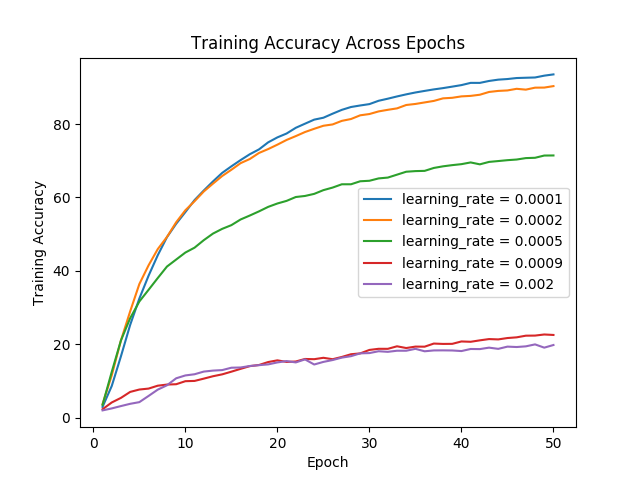 Training Accuracy Across Epochs
Training Accuracy
80
60
40
20
0
learning_rate = 0.0001
learning_rate = 0.0002
learning_rate = 0.0005
learning_rate = 0.0009
learning_rate = 0.002
0 10 20 30 40 50
Epoch